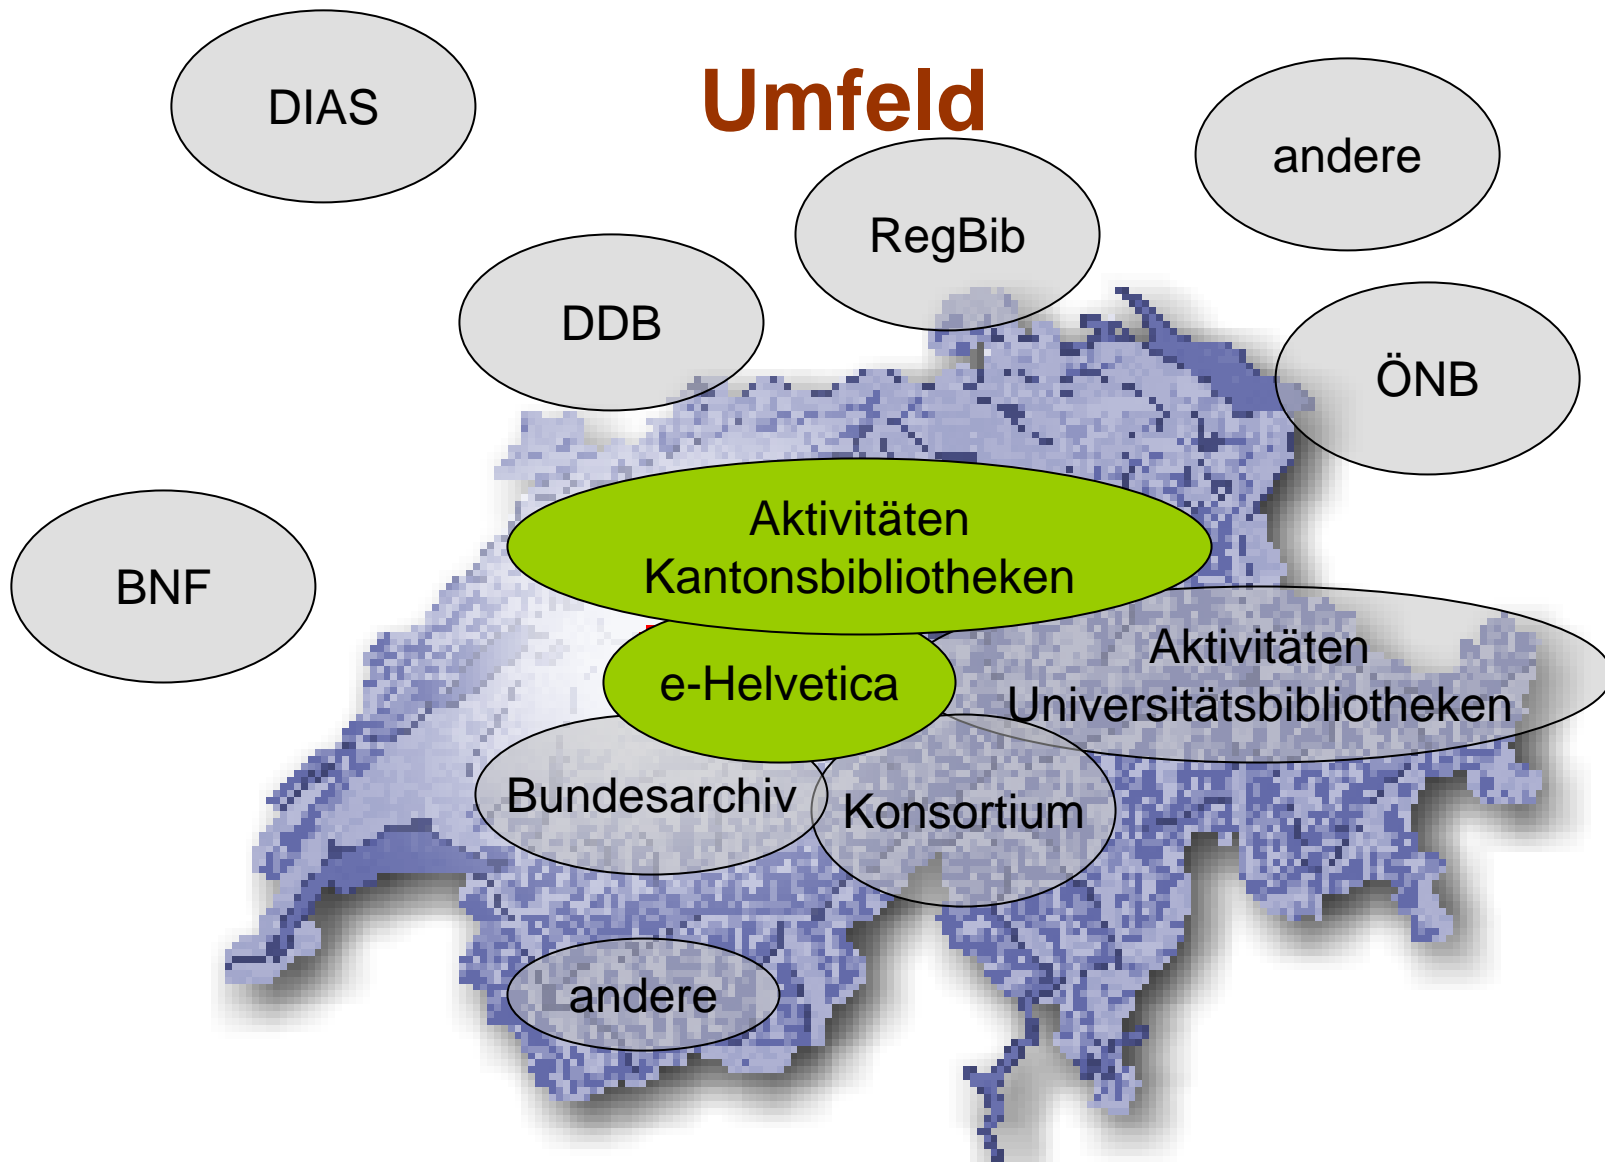 Umfeld
DIAS
andere
RegBib
DDB
ÖNB
Aktivitäten
Kantonsbibliotheken
BNF
Aktivitäten
Universitätsbibliotheken
e-Helvetica
Bundesarchiv
Konsortium
andere